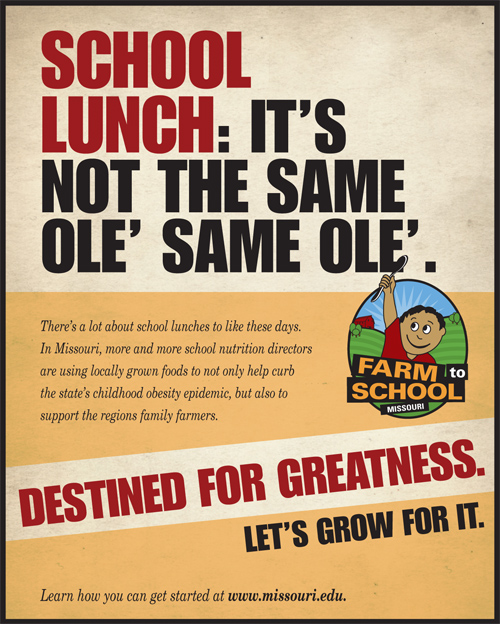 SCHOOL
LUNCH: IT'S
NOT THE SAME
OLE' SAME OLE'.
There's a lot about school lunches to like these days.
In Missouri, more and more school nutrition directors
are using locally grown foods to not only help curb
the state's childhood obesity epidemic, but also to
support the regions family farmers.
FARM to
SCHOOL
MISSOURI
DESTINED FOR GREATNESS.
LET'S GROW FOR IT.
Learn how you can get started at www.missouri.edu.